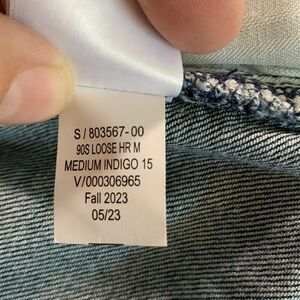 S / 803567- 00
90S LOOSE HR M
MEDIUM INDIGO 15
V/000306965
Fall 2023
05/23